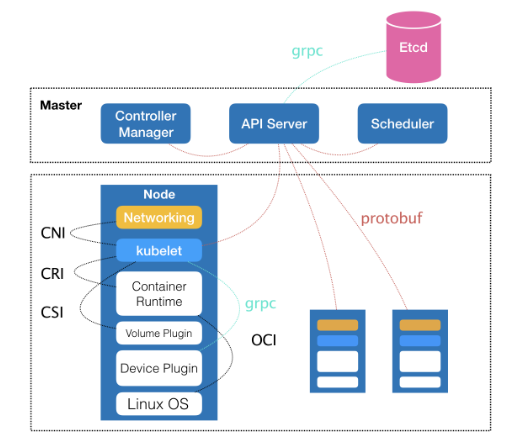 grpc
Etcd
Master
Controller
Manager
API Server
Scheduler
Node
Networking
protobuf
CNI
kubelet
CRI
Container
Runtime
grpc
CSI
Volume Plugin
OCI
Device Plugin
Linux OS